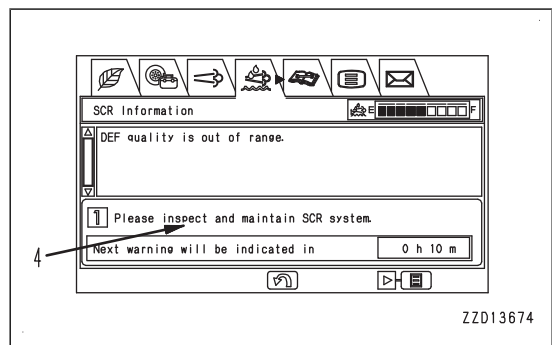 SCR Information
E F
DEF quality is out of range.
1 Please inspect and maintain SCR system.
4
Next warning will be indicated in 0 h 10 m
ZZD13674